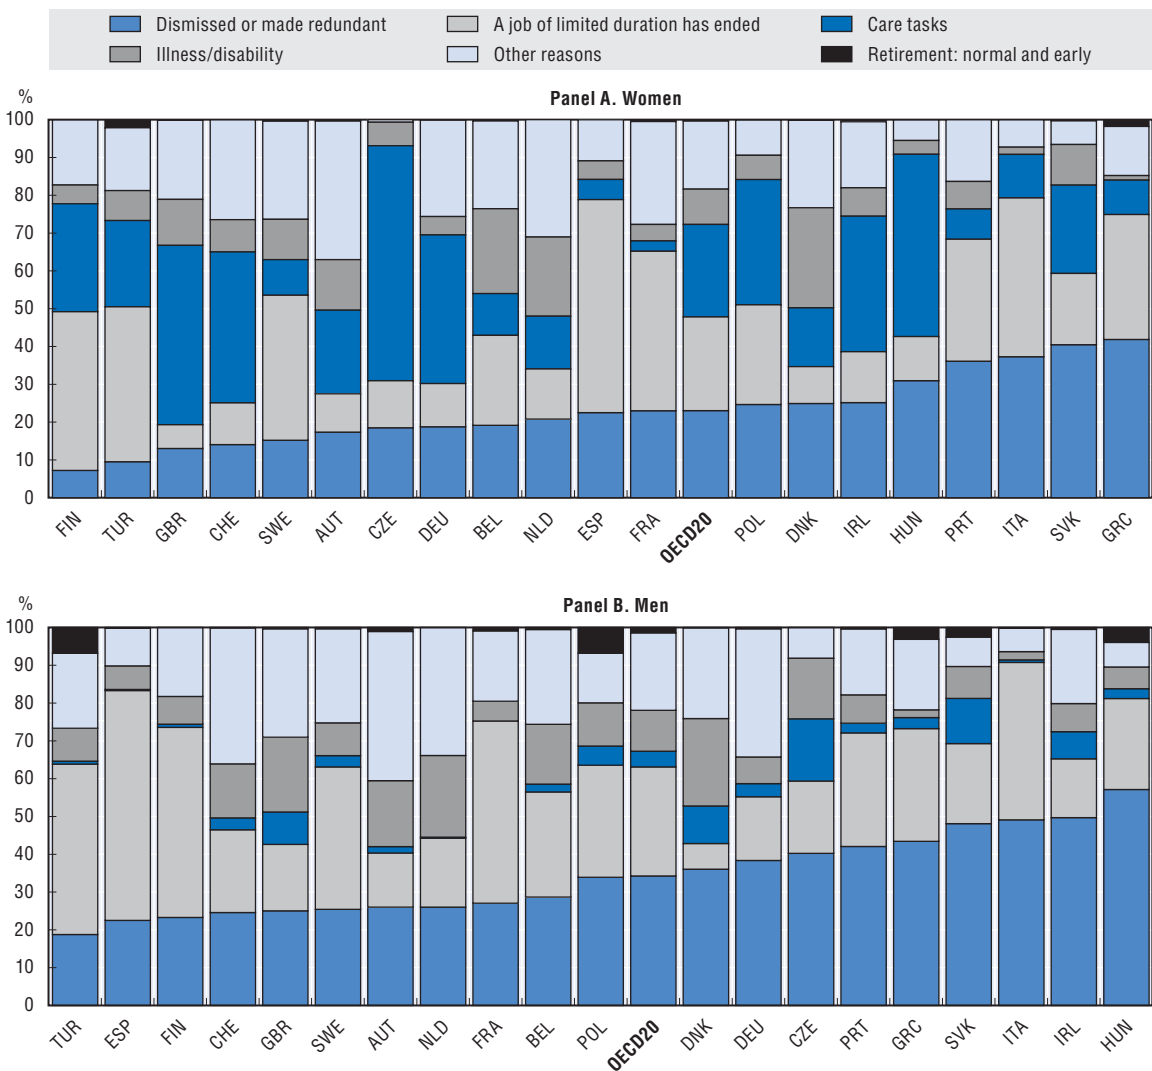 Dismissed or made redundant
A job of limited duration has ended
Care tasks
Illness/disability
Other reasons
Retirement: normal and early
%
Panel A. Women
100
90
80
70
60
50
40
30
20
10
0
FIN
TUR
GBR
CHE
SWE
AUT
CZE
DEU
BEL
NLD
ESP
FRA
OECD20
POL
DNK
IRL
HUN
PRT
ITA
SVK
GRC
%
Panel B. Men
100
90
80
70
60
50
40
30
20
10
0
TUR
ESP
FIN
CHE
GBR
SWE
AUT
NLD
FRA
BEL
POL
OECD20
DNK
DEU
CZE
PRT
GRC
SVK
ITA
IRL
HUN